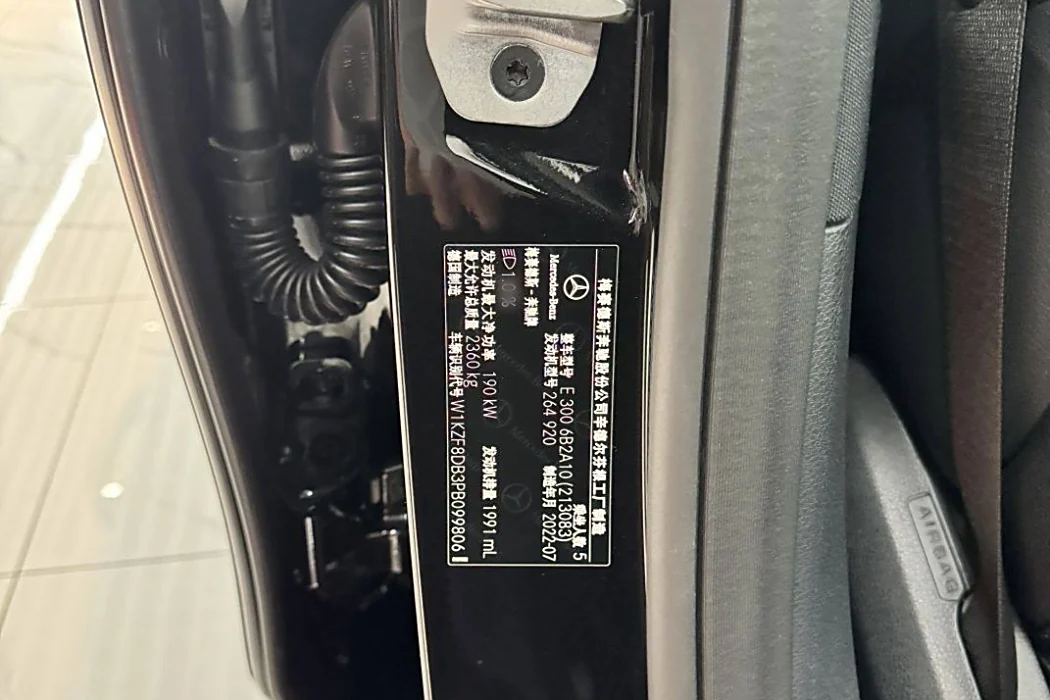 梅赛德斯奔驰股份公司辛德尔芬根工厂制造
Mercedes-Benz
整车型号 E 300 6B2A10 (213083)
乘坐人数 5
发动机型号 264 920 制造年月 2022-07
梅赛德斯-奔驰牌
1.0 %
发动机最大净功率 190 kW 发动机排量 1991 mL
最大允许总质量 2360 kg
德国制造 车辆识别代号 W1KZF8DB3PB099806
AIRBAG